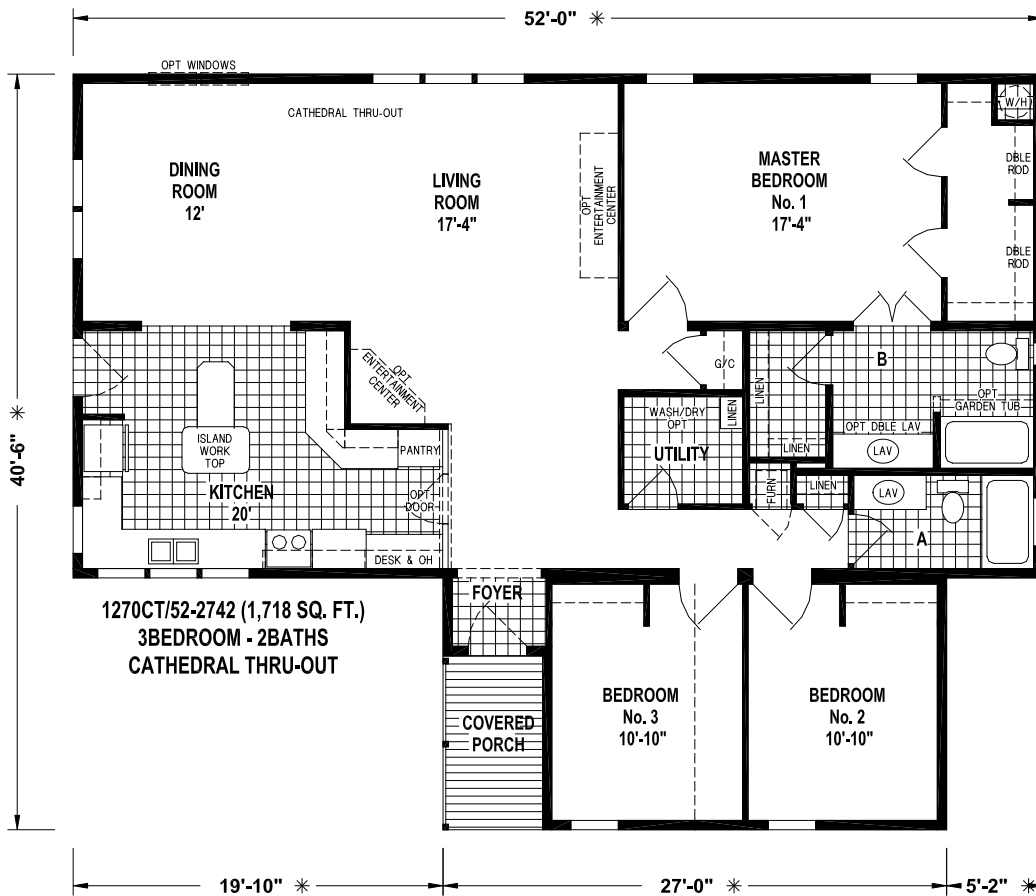 52'-0" ✳
OPT WINDOWS
CATHEDRAL THRU-OUT
W/H
DINING
ROOM
12'
LIVING
ROOM
17'-4"
OPT
ENTERTAINMENT
CENTER
MASTER
BEDROOM
No. 1
17'-4"
DBLE
ROD
DBLE
ROD
40'-6" ✳
OPT
ENTERTAINMENT
CENTER
G/C
LINEN
B
OPT
GARDEN TUB
WASH/DRY
OPT
LINEN
OPT DBLE LAV
LAV
LINEN
UTILITY
ISLAND
WORK
TOP
PANTRY
KITCHEN
20'
OPT
DOOR
FURN
LINEN
LAV
A
DESK & OH
FOYER
1270CT/52-2742 (1,718 SQ. FT.)
3BEDROOM - 2BATHS
CATHEDRAL THRU-OUT
COVERED
PORCH
BEDROOM
No. 3
10'-10"
BEDROOM
No. 2
10'-10"
19'-10" ✳
27'-0" ✳
5'-2" ✳